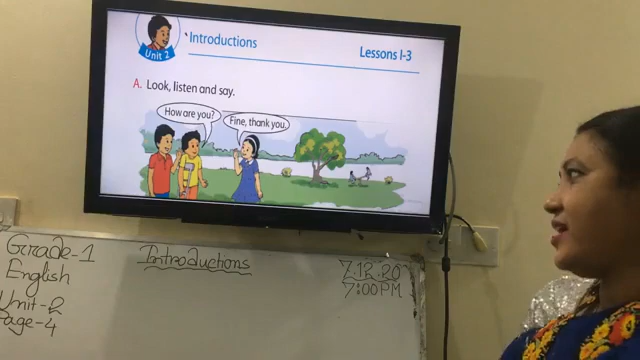 Introductions
Lessons 1-3
Unit 2
A. Look, listen and say.
How are you?
Fine, thank you.
Grade-1
English
Unit-2
Page-4
Introductions
7.12.20
7:00PM